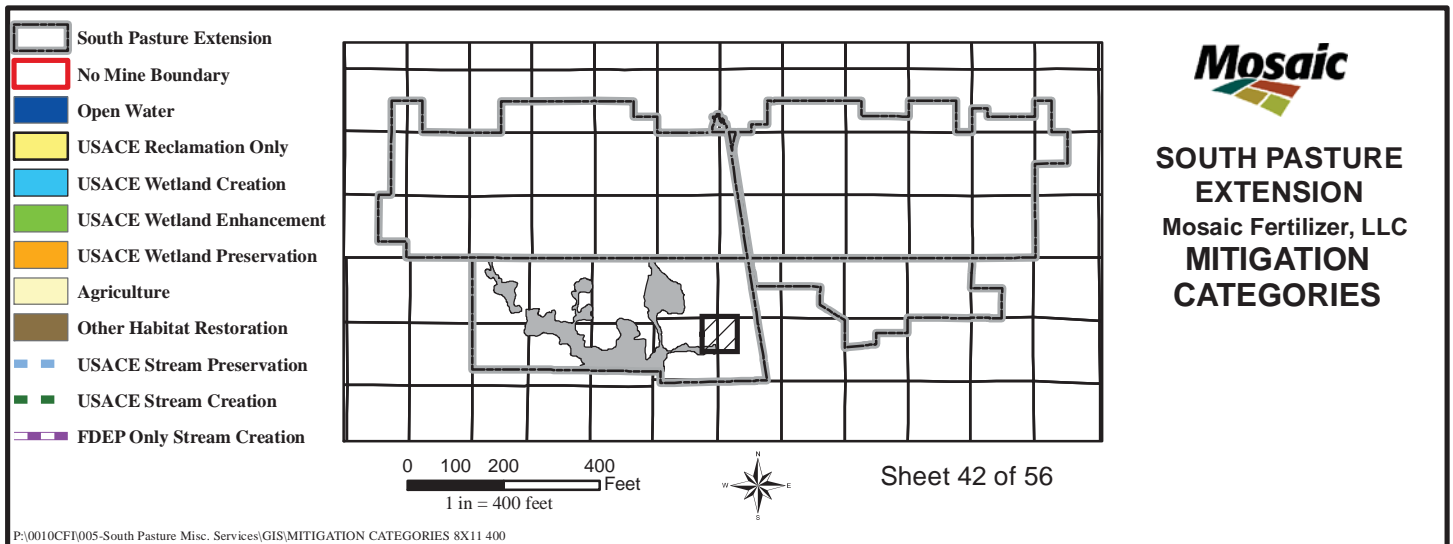 South Pasture Extension
No Mine Boundary
Open Water
USACE Reclamation Only
USACE Wetland Creation
USACE Wetland Enhancement
USACE Wetland Preservation
Agriculture
Other Habitat Restoration
USACE Stream Preservation
USACE Stream Creation
FDEP Only Stream Creation
0 100 200 400
Feet
1 in = 400 feet
N
W E
S
Sheet 42 of 56
Mosaic
SOUTH PASTURE
EXTENSION
Mosaic Fertilizer, LLC
MITIGATION
CATEGORIES
P:\0010CFI\005-South Pasture Misc. Services\GIS\MITIGATION CATEGORIES 8X11 400